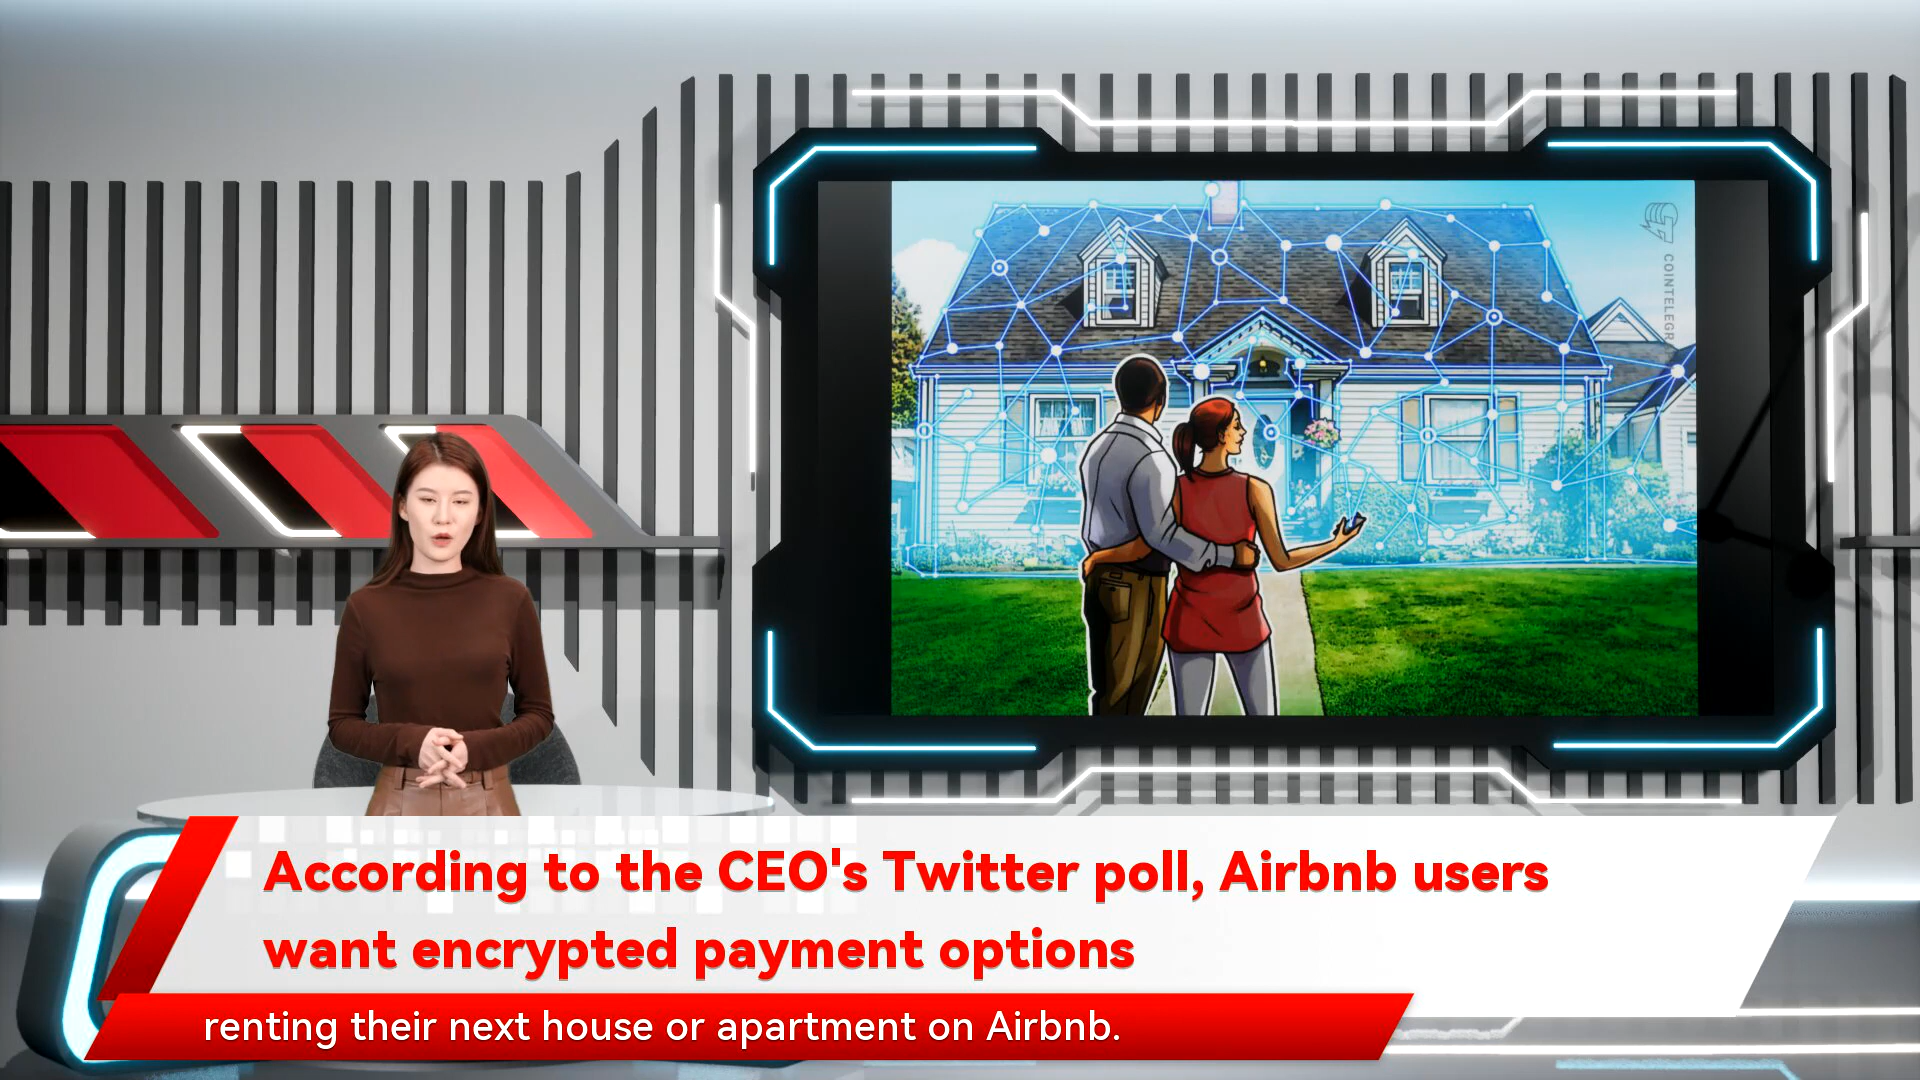 COINTELEGR
According to the CEO's Twitter poll, Airbnb users
want encrypted payment options
renting their next house or apartment on Airbnb.